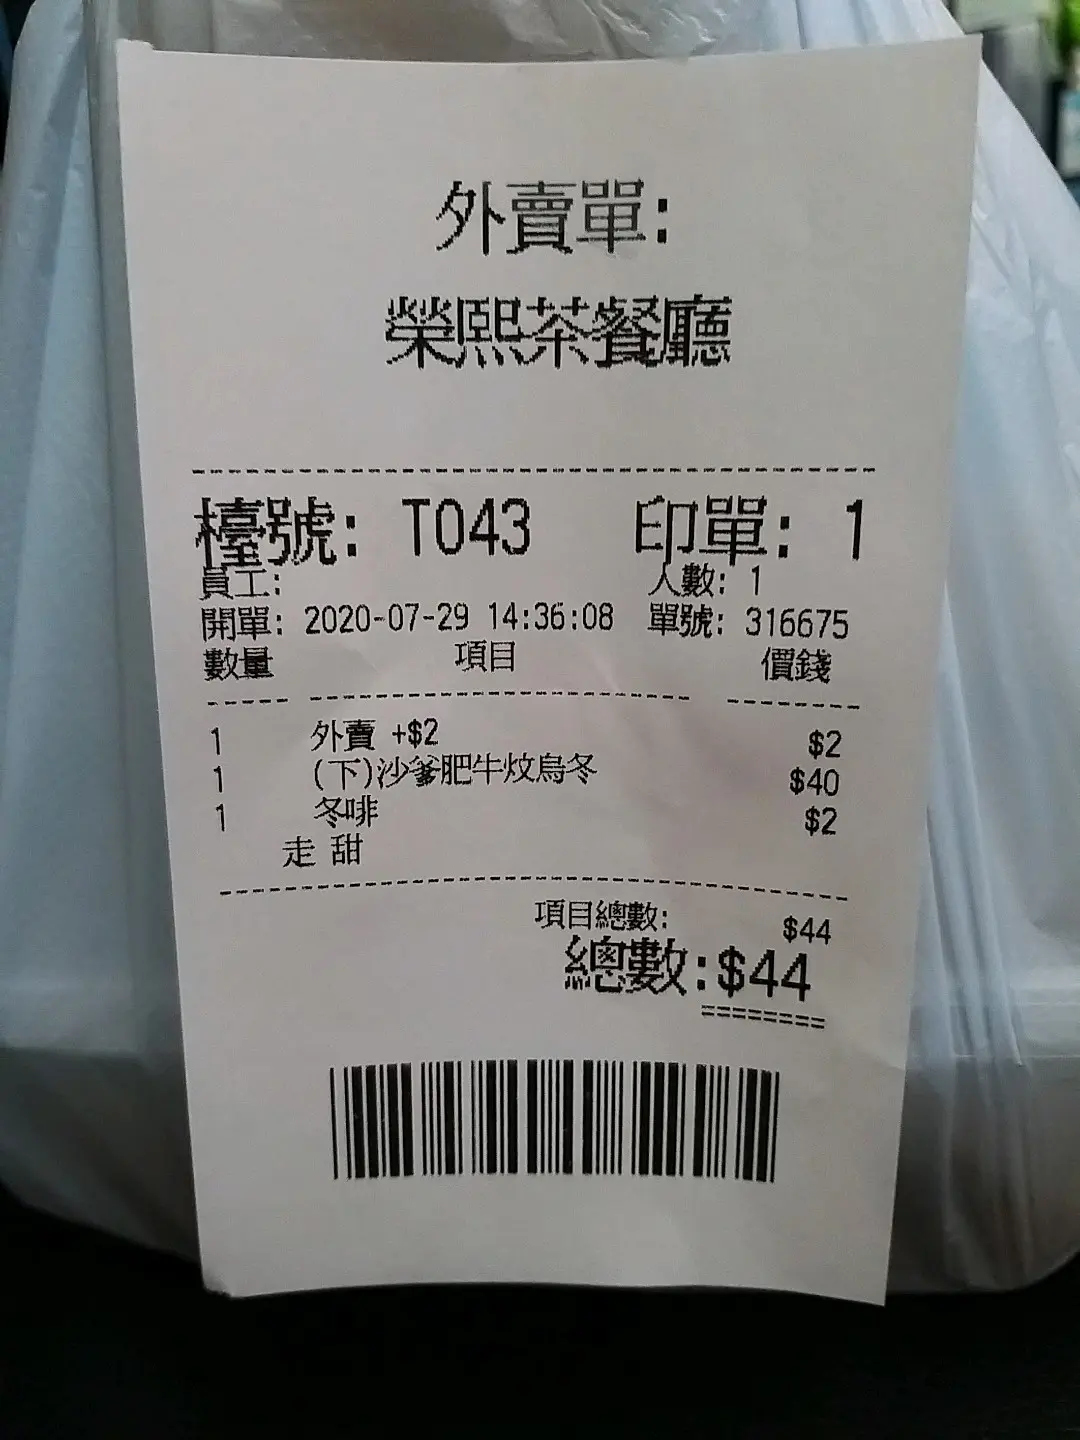 外賣單:
榮熙茶餐廳
檯號: T043 印單: 1
員工: 人數: 1
開單: 2020-07-29 14:36:08 單號: 316675
數量 項目 價錢
1 外賣 +$2 $2
1 (下)沙爹肥牛炆烏冬 $40
1 冬啡 $2
走 甜
項目總數: $44
總數:$44
========